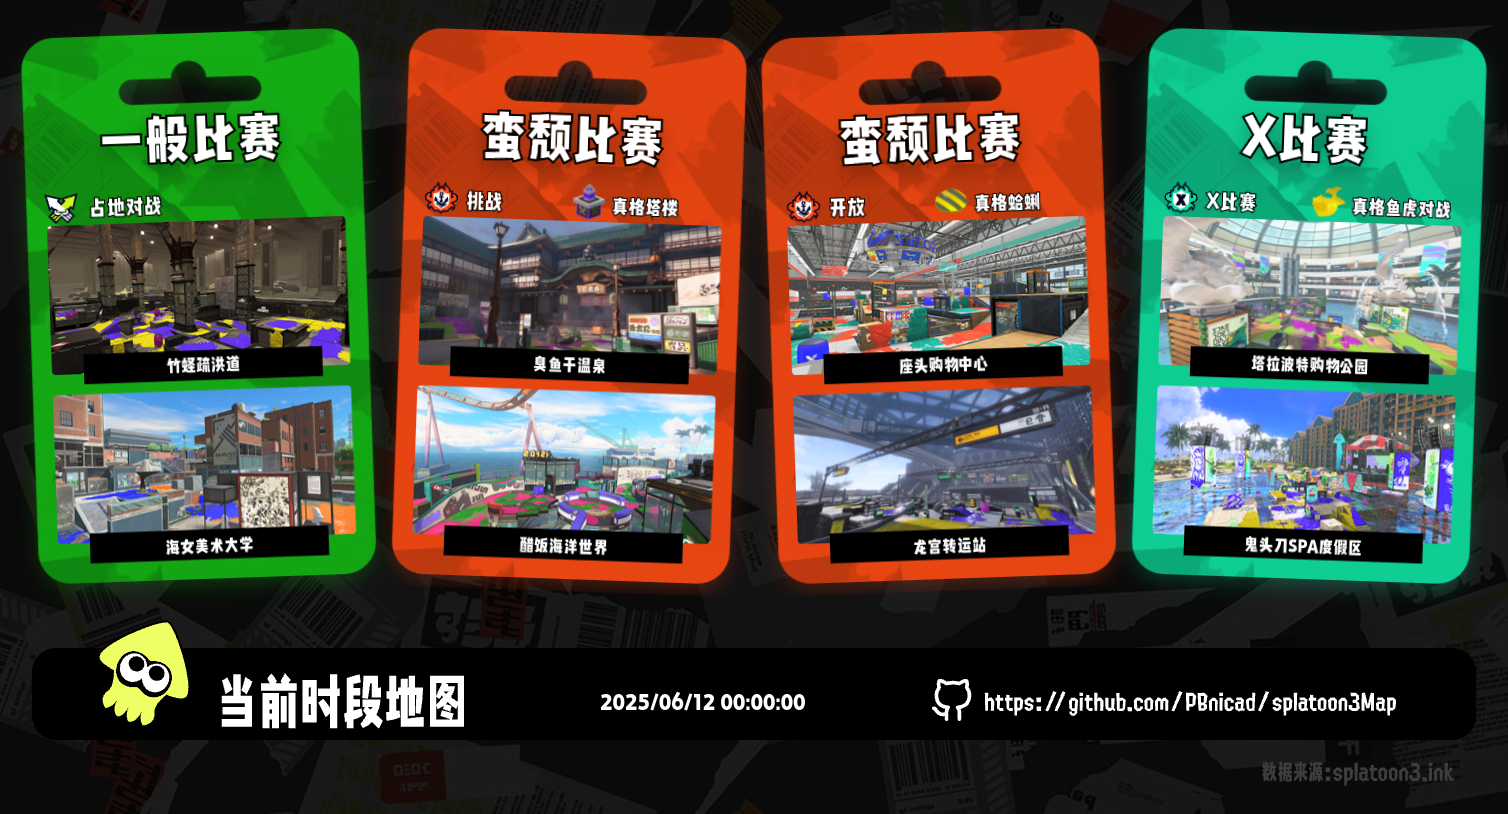 一般比赛
占地对战
竹蛏疏洪道
海女美术大学
蛮颓比赛
挑战
真格塔楼
臭鱼干温泉
醋饭海洋世界
蛮颓比赛
开放
真格蛤蜊
座头购物中心
龙宫转运站
X比赛
X比赛
真格鱼虎对战
塔拉波特购物公园
鬼头刀SPA度假区
当前时段地图
2025/06/12 00:00:00
https://github.com/PBnicad/splatoon3Map
数据来源:splatoon3.ink